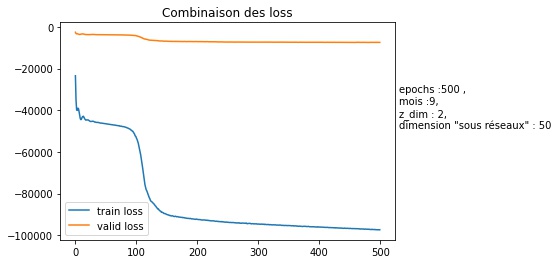 Combinaison des loss
0
−20000
−40000
−60000
−80000
−100000
0
100
200
300
400
500
train loss
valid loss
epochs :500 ,
mois :9,
z_dim : 2,
dimension "sous réseaux" : 50